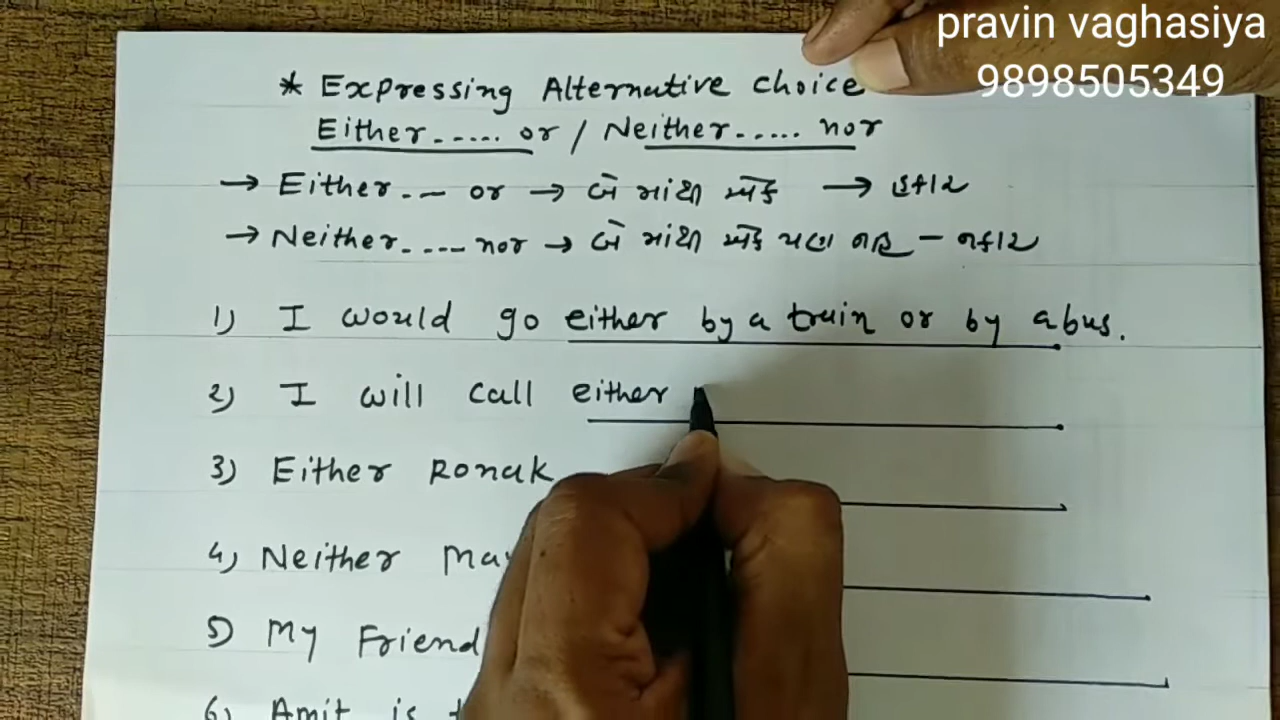 pravin vaghasiya
9898505349
* Expressing Alternative choice
Either...... or / Neither..... nor
→ Either.-- or → બે માંથી એક → હકાર
→ Neither....-- nor → બે માંથી એક પણ નહિ - નકાર
1) I would go either by a train or by a bus.
2) I will call either
3) Either Ronak
4) Neither
5) My Friend
6) Amit is